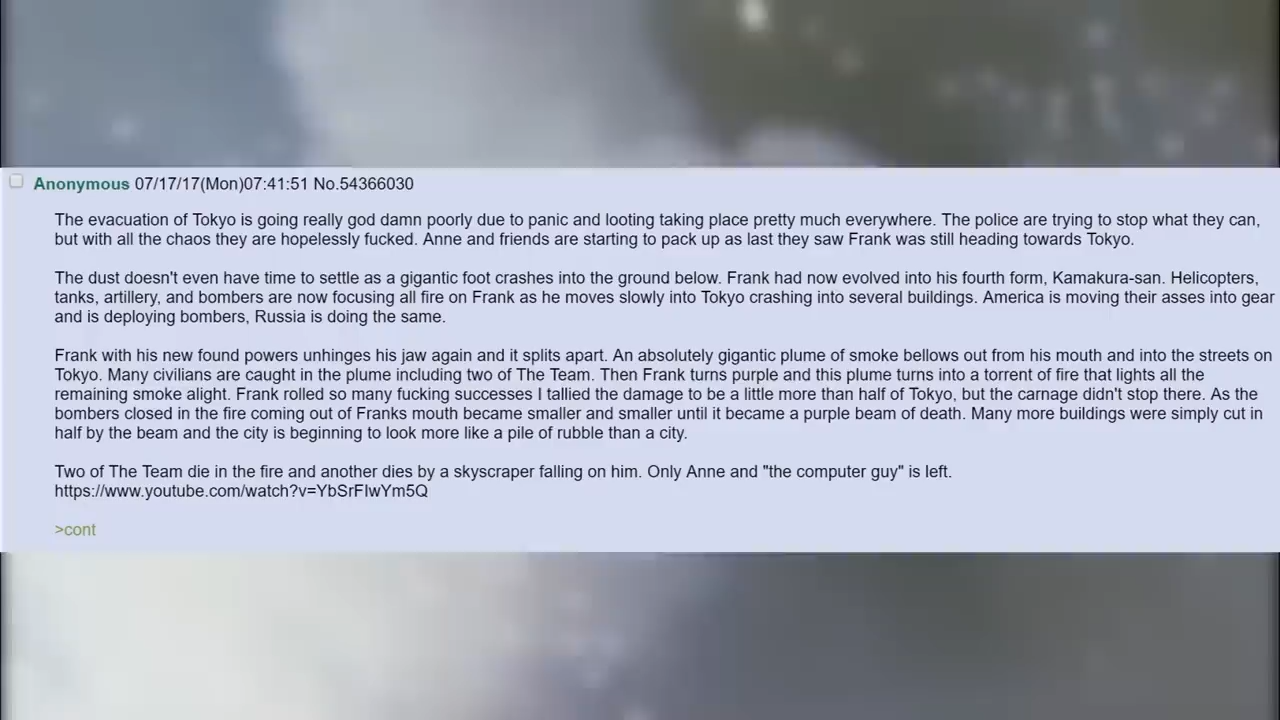 Anonymous 07/17/17(Mon)07:41:51 No.54366030
The evacuation of Tokyo is going really god damn poorly due to panic and looting taking place pretty much everywhere. The police are trying to stop what they can,
but with all the chaos they are hopelessly fucked. Anne and friends are starting to pack up as last they saw Frank was still heading towards Tokyo.
The dust doesn't even have time to settle as a gigantic foot crashes into the ground below. Frank had now evolved into his fourth form, Kamakura-san. Helicopters,
tanks, artillery, and bombers are now focusing all fire on Frank as he moves slowly into Tokyo crashing into several buildings. America is moving their asses into gear
and is deploying bombers, Russia is doing the same.
Frank with his new found powers unhinges his jaw again and it splits apart. An absolutely gigantic plume of smoke bellows out from his mouth and into the streets on
Tokyo. Many civilians are caught in the plume including two of The Team. Then Frank turns purple and this plume turns into a torrent of fire that lights all the
remaining smoke alight. Frank rolled so many fucking successes I tallied the damage to be a little more than half of Tokyo, but the carnage didn't stop there. As the
bombers closed in the fire coming out of Franks mouth became smaller and smaller until it became a purple beam of death. Many more buildings were simply cut in
half by the beam and the city is beginning to look more like a pile of rubble than a city.
Two of The Team die in the fire and another dies by a skyscraper falling on him. Only Anne and "the computer guy" is left.
https://www.youtube.com/watch?v=YbSrFIwYm5Q
>cont